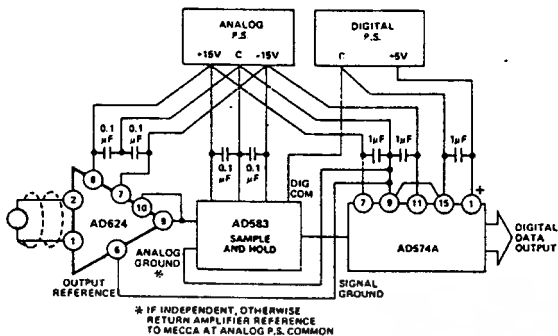 ANALOG
P.S.
+15V C -15V
DIGITAL
P.S.
C +5V
0.1
µF
0.1
µF
0.1
µF
0.1
µF
1µF
1µF
1µF
DIG
COM
8
7
10
9
2
1
6
AD624
AD583
SAMPLE
AND HOLD
7
9
11
15
1
+
AD574A
DIGITAL
DATA
OUTPUT
ANALOG
GROUND
*
OUTPUT
REFERENCE
SIGNAL
GROUND
* IF INDEPENDENT, OTHERWISE
RETURN AMPLIFIER REFERENCE
TO MECCA AT ANALOG P.S. COMMON